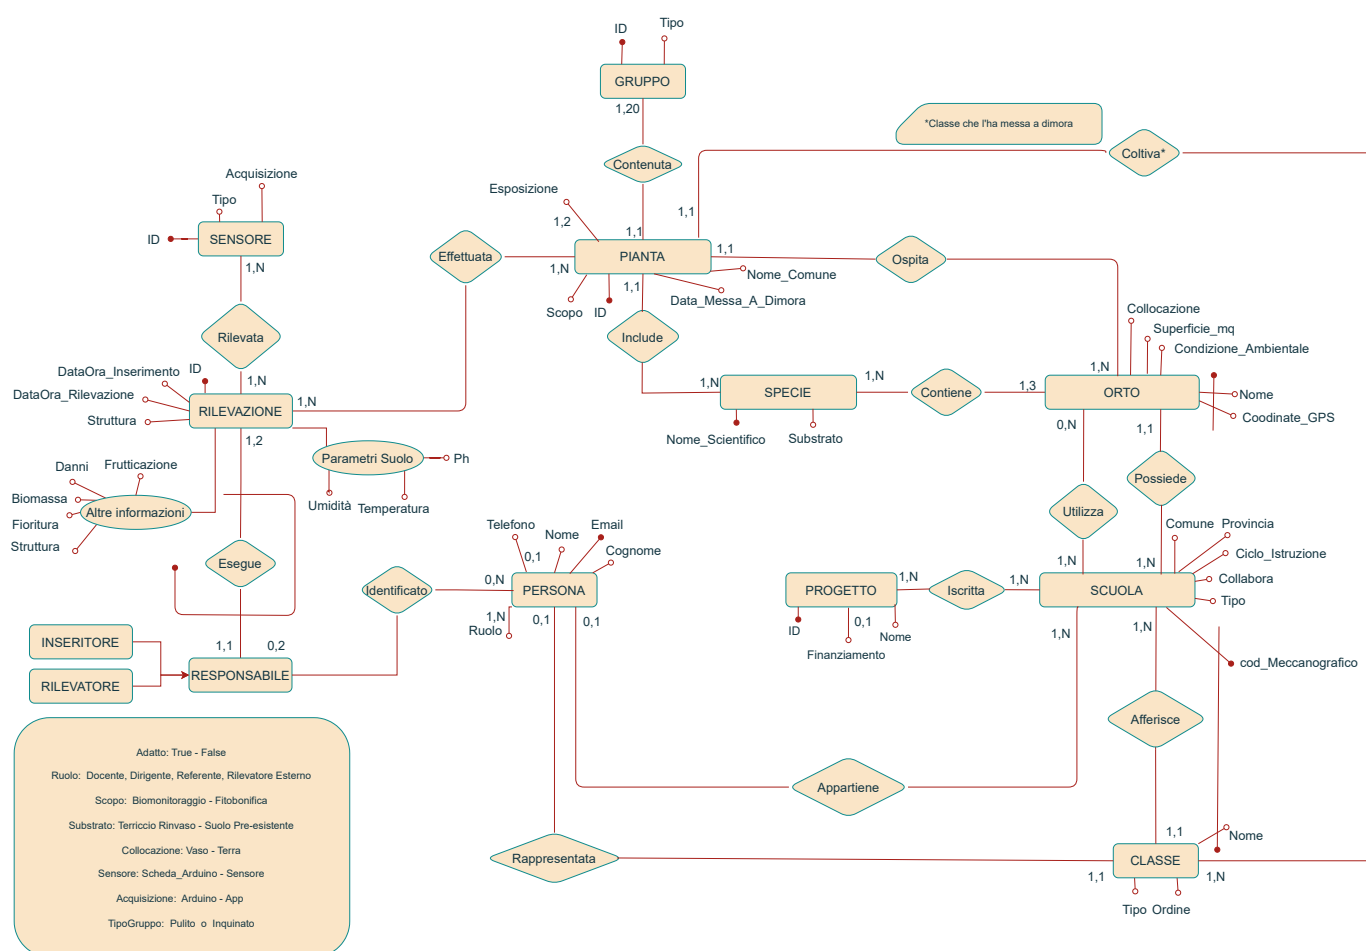 ID
Tipo
GRUPPO
1,20
*Classe che l'ha messa a dimora
Coltiva*
Contenuta
Acquisizione
Tipo
ID
SENSORE
1,N
Esposizione
1,2
1,1
1,1
Effettuata
PIANTA
1,1
1,N
1,1
Ospita
Nome_Comune
Data_Messa_A_Dimora
Scopo
ID
Collocazione
Superficie_mq
Condizione_Ambientale
Include
Rilevata
DataOra_Inserimento
ID
DataOra_Rilevazione
Struttura
1,N
RILEVAZIONE
1,N
1,2
1,N
SPECIE
1,N
Contiene
1,3
1,N
ORTO
Nome
Coodinate_GPS
0,N
1,1
Nome_Scientifico
Substrato
Parametri Suolo
Ph
Umidità
Temperatura
Danni
Frutticazione
Biomassa
Altre informazioni
Fioritura
Struttura
Possiede
Utilizza
Esegue
Telefono
Nome
Email
Cognome
0,1
Comune
Provincia
Ciclo_Istruzione
Collabora
Tipo
Identificato
0,N
PERSONA
1,N
Ruolo
0,1
0,1
PROGETTO
1,N
Iscritta
1,N
ID
0,1
Nome
Finanziamento
1,N
1,N
SCUOLA
1,N
1,N
cod_Meccanografico
INSERITORE
RILEVATORE
1,1
0,2
RESPONSABILE
Afferisce
Appartiene
Rappresentata
1,1
Nome
CLASSE
1,1
1,N
Tipo
Ordine
Adatto: True - False
Ruolo: Docente, Dirigente, Referente, Rilevatore Esterno
Scopo: Biomonitoraggio - Fitobonifica
Substrato: Terriccio Rinvaso - Suolo Pre-esistente
Collocazione: Vaso - Terra
Sensore: Scheda_Arduino - Sensore
Acquisizione: Arduino - App
TipoGruppo: Pulito o Inquinato